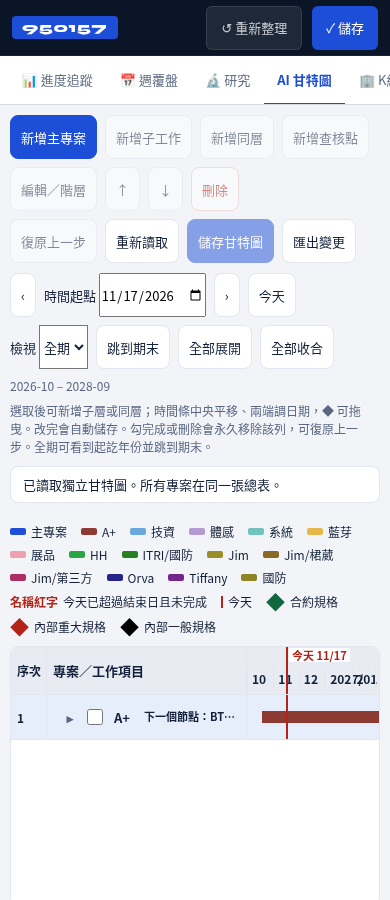 950157 ↺ 重新整理 ✓ 儲存
📊 進度追蹤 📅 週覆盤 🔬 研究 AI 甘特圖 🏢
新增主專案 新增子工作 新增同層 新增查核點
編輯／階層 ↑ ↓ 刪除
復原上一步 重新讀取 儲存甘特圖 匯出變更
‹ 時間起點 11/17/2026 › 今天
檢視 全期 跳到期末 全部展開 全部收合
2026-10 – 2028-09
選取後可新增子層或同層；時間條中央平移、兩端調日期，◆ 可拖
曳。改完會自動儲存。勾完成或刪除會永久移除該列，可復原上一
步。全期可看到起訖年份並跳到期末。
已讀取獨立甘特圖。所有專案在同一張總表。
主專案 A+ 技資 體感 系統 藍芽
展品 HH ITRI/國防 Jim Jim/裙葳
Jim/第三方 Orva Tiffany 國防
名稱紅字 今天已超過結束日且未完成 今天 合約規格
內部重大規格 內部一般規格
今天 11/17
序次 專案／工作項目 10 11 12
1 ▸ A+ 下一個節點：BT…